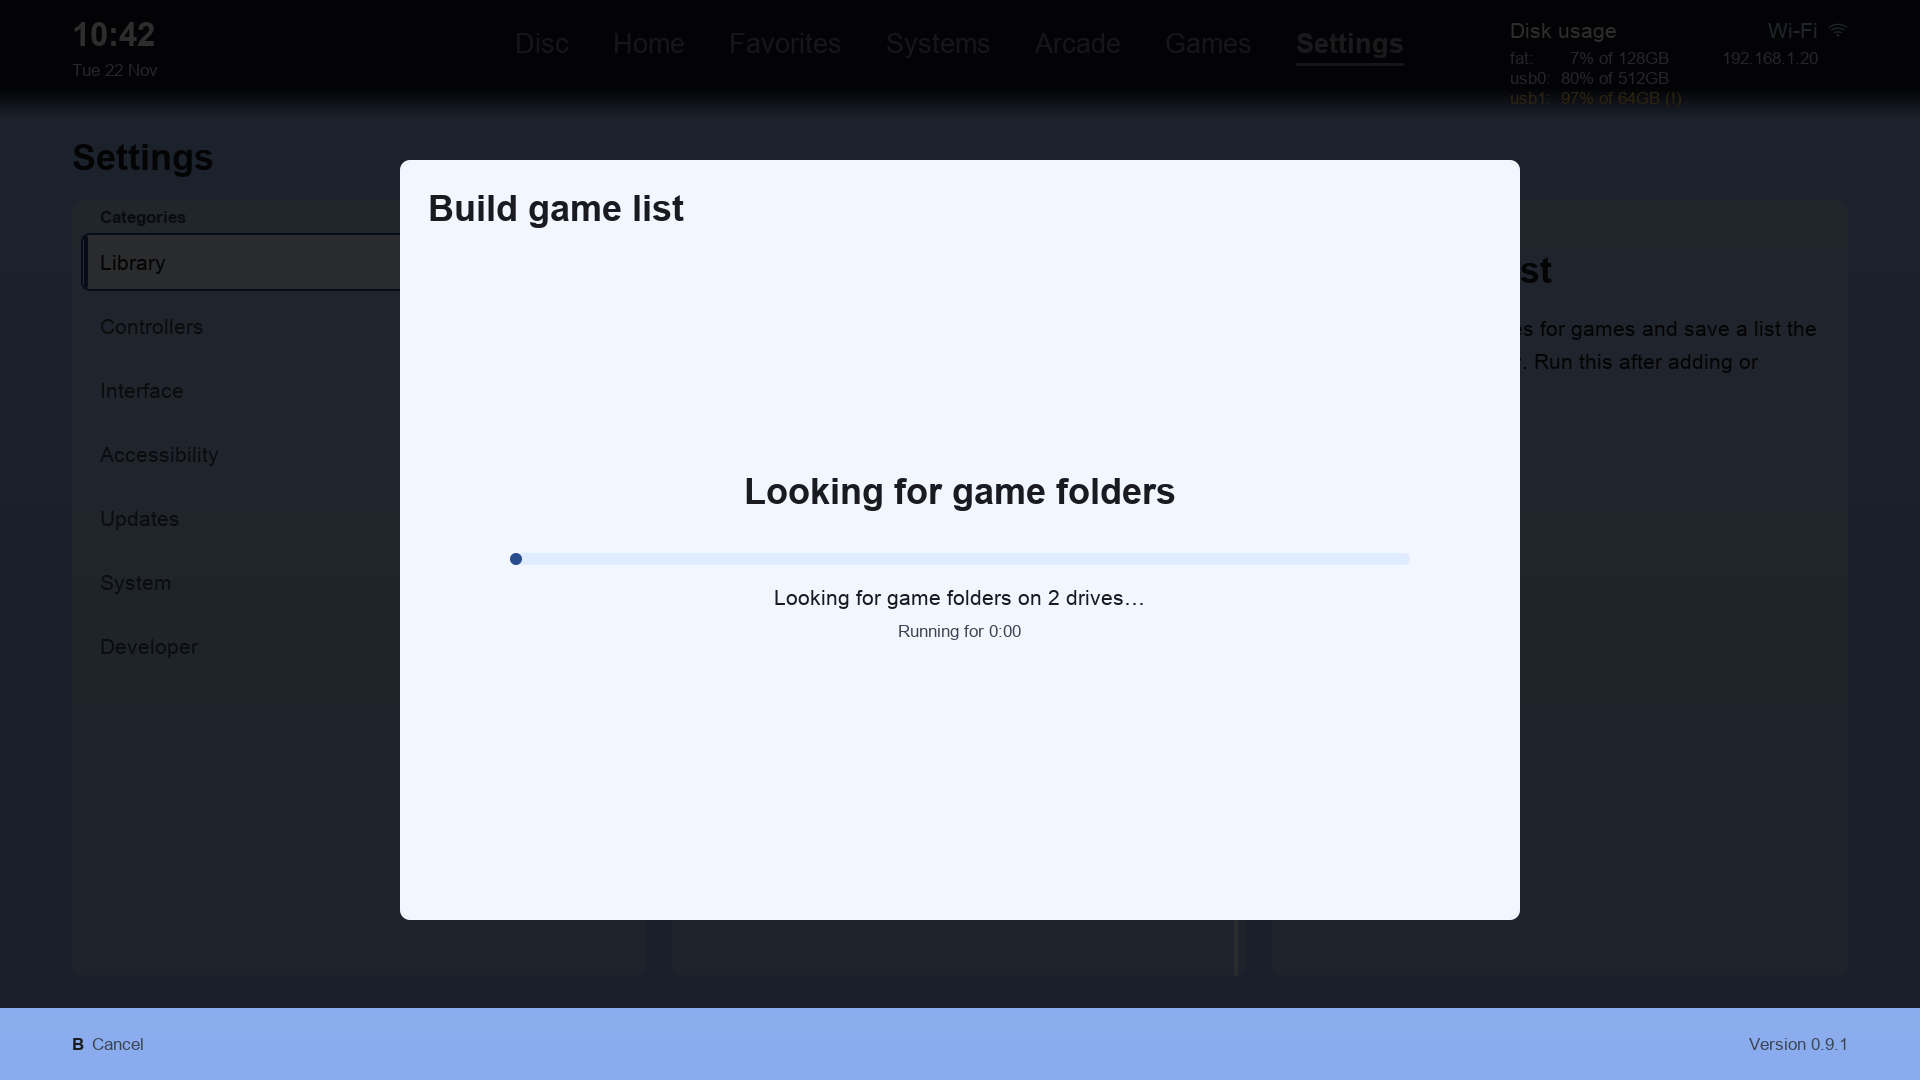 10:42
Tue 22 Nov
Disc Home Favorites Systems Arcade Games Settings
Disk usage
fat: 7% of 128GB
usb0: 80% of 512GB
usb1: 97% of 64GB (!)
Wi-Fi
192.168.1.20
Settings
Categories
Library
Controllers
Interface
Accessibility
Updates
System
Developer
Build game list
Looking for game folders
Looking for game folders on 2 drives…
Running for 0:00
st
s for games and save a list the
. Run this after adding or
B Cancel
Version 0.9.1